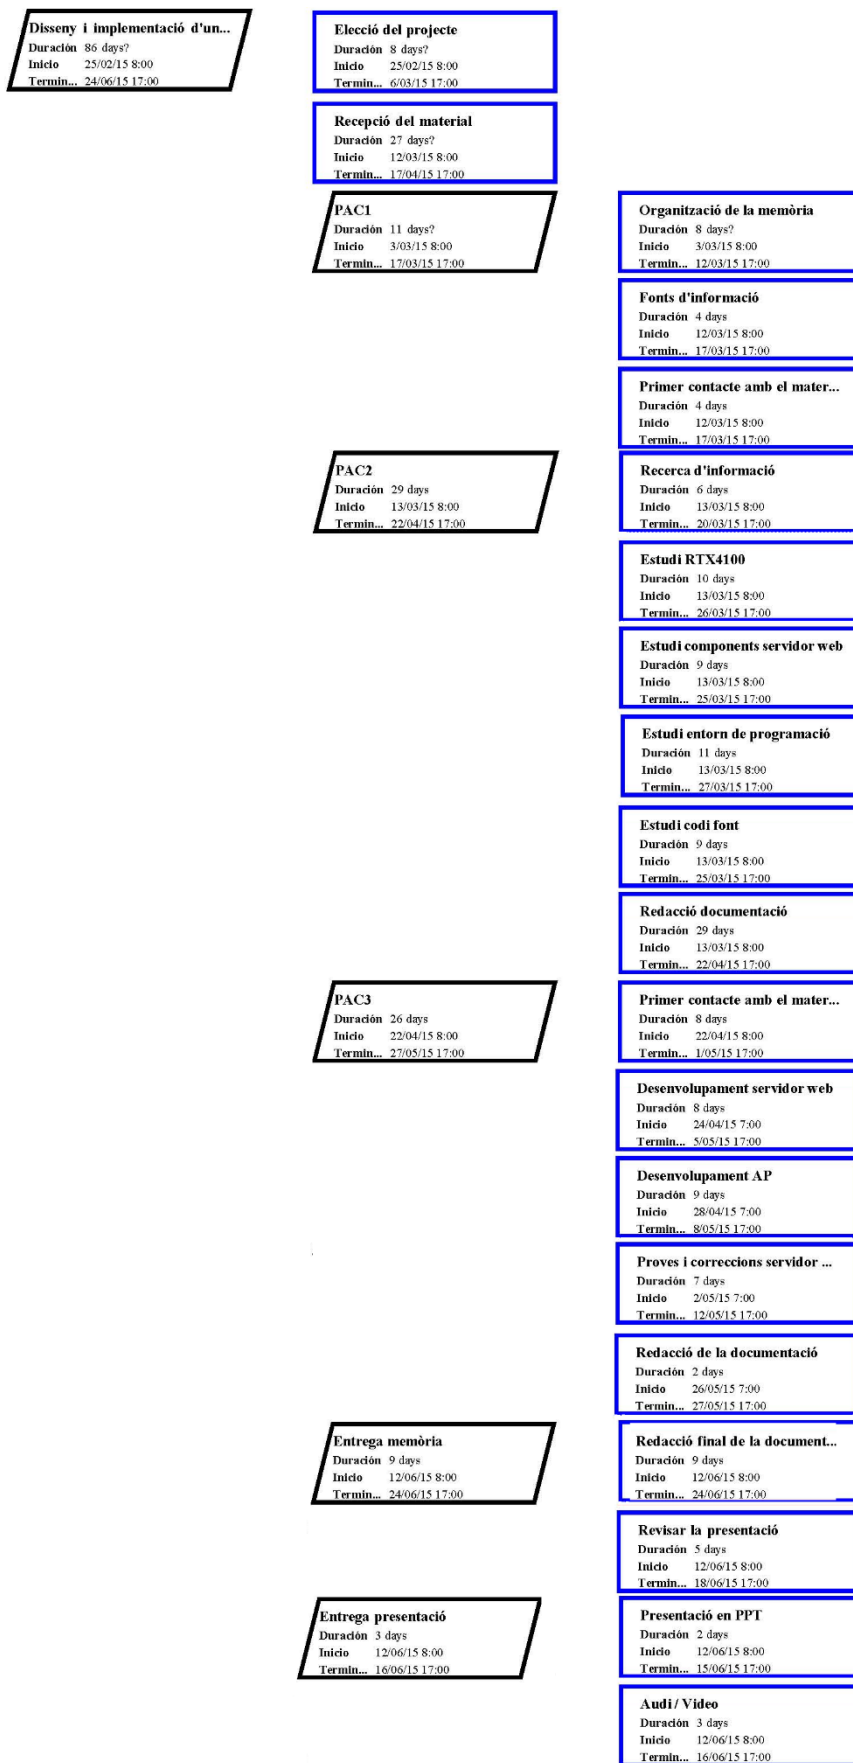 Disseny i implementació d'un...
Duración 86 days?
Inicio 25/02/15 8:00
Termin... 24/06/15 17:00
Elecció del projecte
Duración 8 days?
Inicio 25/02/15 8:00
Termin... 6/03/15 17:00
Recepció del material
Duración 27 days?
Inicio 12/03/15 8:00
Termin... 17/04/15 17:00
PAC1
Duración 11 days?
Inicio 3/03/15 8:00
Termin... 17/03/15 17:00
Organització de la memòria
Duración 8 days?
Inicio 3/03/15 8:00
Termin... 12/03/15 17:00
Fonts d'informació
Duración 4 days
Inicio 12/03/15 8:00
Termin... 17/03/15 17:00
Primer contacte amb el mater...
Duración 4 days
Inicio 12/03/15 8:00
Termin... 17/03/15 17:00
PAC2
Duración 29 days
Inicio 13/03/15 8:00
Termin... 22/04/15 17:00
Recerca d'informació
Duración 6 days
Inicio 13/03/15 8:00
Termin... 20/03/15 17:00
Estudi RTX4100
Duración 10 days
Inicio 13/03/15 8:00
Termin... 26/03/15 17:00
Estudi components servidor web
Duración 9 days
Inicio 13/03/15 8:00
Termin... 25/03/15 17:00
Estudi entorn de programació
Duración 11 days
Inicio 13/03/15 8:00
Termin... 27/03/15 17:00
Estudi codi font
Duración 9 days
Inicio 13/03/15 8:00
Termin... 25/03/15 17:00
Redacció documentació
Duración 29 days
Inicio 13/03/15 8:00
Termin... 22/04/15 17:00
PAC3
Duración 26 days
Inicio 22/04/15 8:00
Termin... 27/05/15 17:00
Primer contacte amb el mater...
Duración 8 days
Inicio 22/04/15 8:00
Termin... 1/05/15 17:00
Desenvolupament servidor web
Duración 8 days
Inicio 24/04/15 7:00
Termin... 5/05/15 17:00
Desenvolupament AP
Duración 9 days
Inicio 28/04/15 7:00
Termin... 8/05/15 17:00
Proves i correccions servidor ...
Duración 7 days
Inicio 2/05/15 7:00
Termin... 12/05/15 17:00
Redacció de la documentació
Duración 2 days
Inicio 26/05/15 7:00
Termin... 27/05/15 17:00
Entrega memòria
Duración 9 days
Inicio 12/06/15 8:00
Termin... 24/06/15 17:00
Redacció final de la document...
Duración 9 days
Inicio 12/06/15 8:00
Termin... 24/06/15 17:00
Revisar la presentació
Duración 5 days
Inicio 12/06/15 8:00
Termin... 18/06/15 17:00
Entrega presentació
Duración 3 days
Inicio 12/06/15 8:00
Termin... 16/06/15 17:00
Presentació en PPT
Duración 2 days
Inicio 12/06/15 8:00
Termin... 15/06/15 17:00
Audi / Video
Duración 3 days
Inicio 12/06/15 8:00
Termin... 16/06/15 17:00